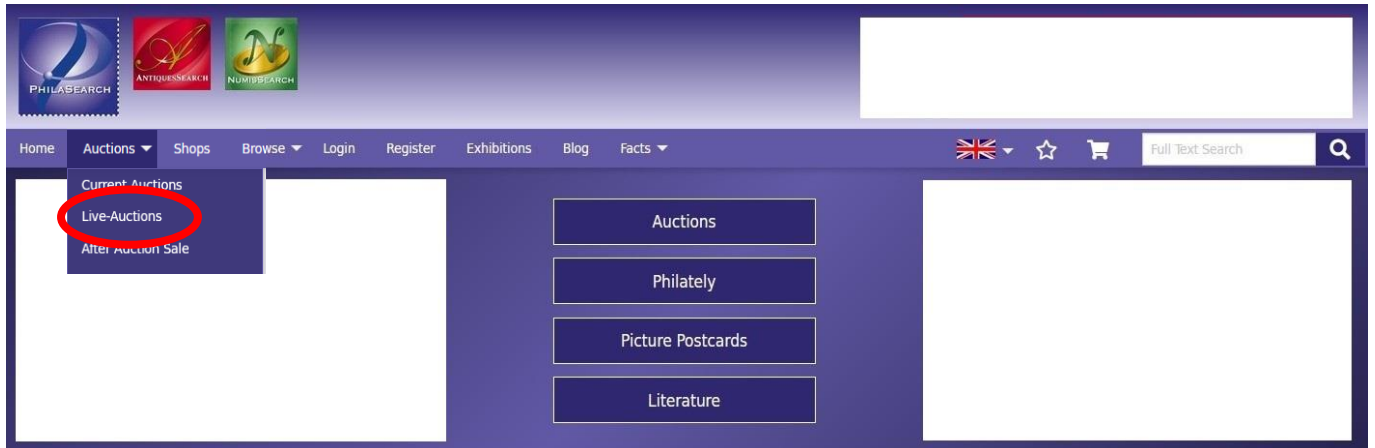 PHILASEARCH
ANTIQUESSEARCH
NUMISSEARCH
Home Auctions Shops Browse Login Register Exhibitions Blog Facts Full Text Search
Current Auctions
Live-Auctions
After Auction Sale
Auctions
Philately
Picture Postcards
Literature